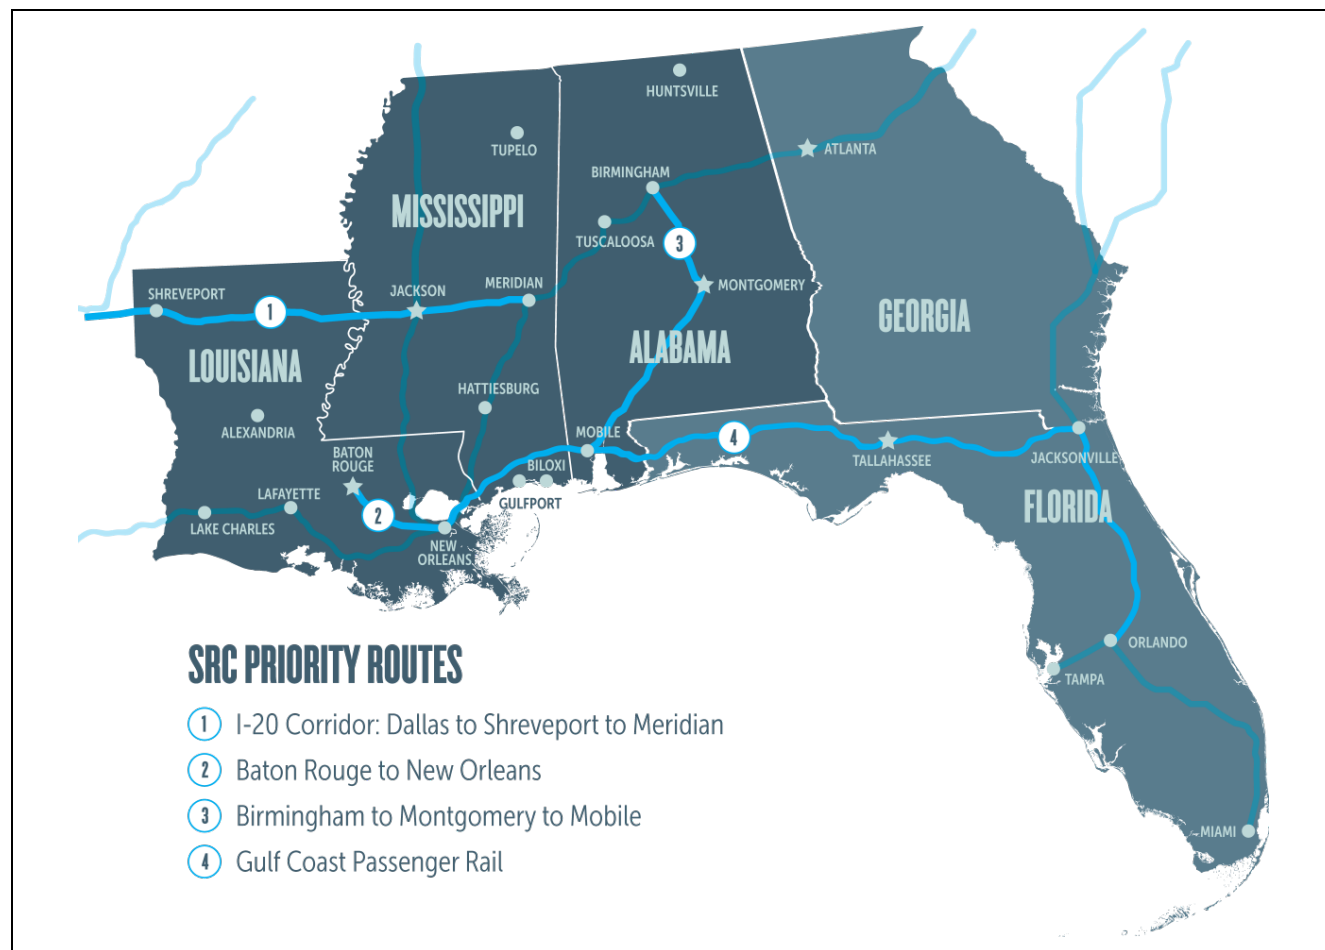 HUNTSVILLE
TUPELO
ATLANTA
BIRMINGHAM
MISSISSIPPI
TUSCALOOSA
3
MONTGOMERY
SHREVEPORT
JACKSON
MERIDIAN
1
GEORGIA
ALABAMA
LOUISIANA
HATTIESBURG
ALEXANDRIA
MOBILE
4
BATON
ROUGE
TALLAHASSEE
JACKSONVILLE
BILOXI
LAFAYETTE
GULFPORT
FLORIDA
2
LAKE CHARLES
NEW
ORLEANS
ORLANDO
TAMPA
MIAMI
SRC PRIORITY ROUTES
1 I-20 Corridor: Dallas to Shreveport to Meridian
2 Baton Rouge to New Orleans
3 Birmingham to Montgomery to Mobile
4 Gulf Coast Passenger Rail